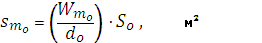 s_{m_o} = (W_{m_o} / d_o) · S_o , м²